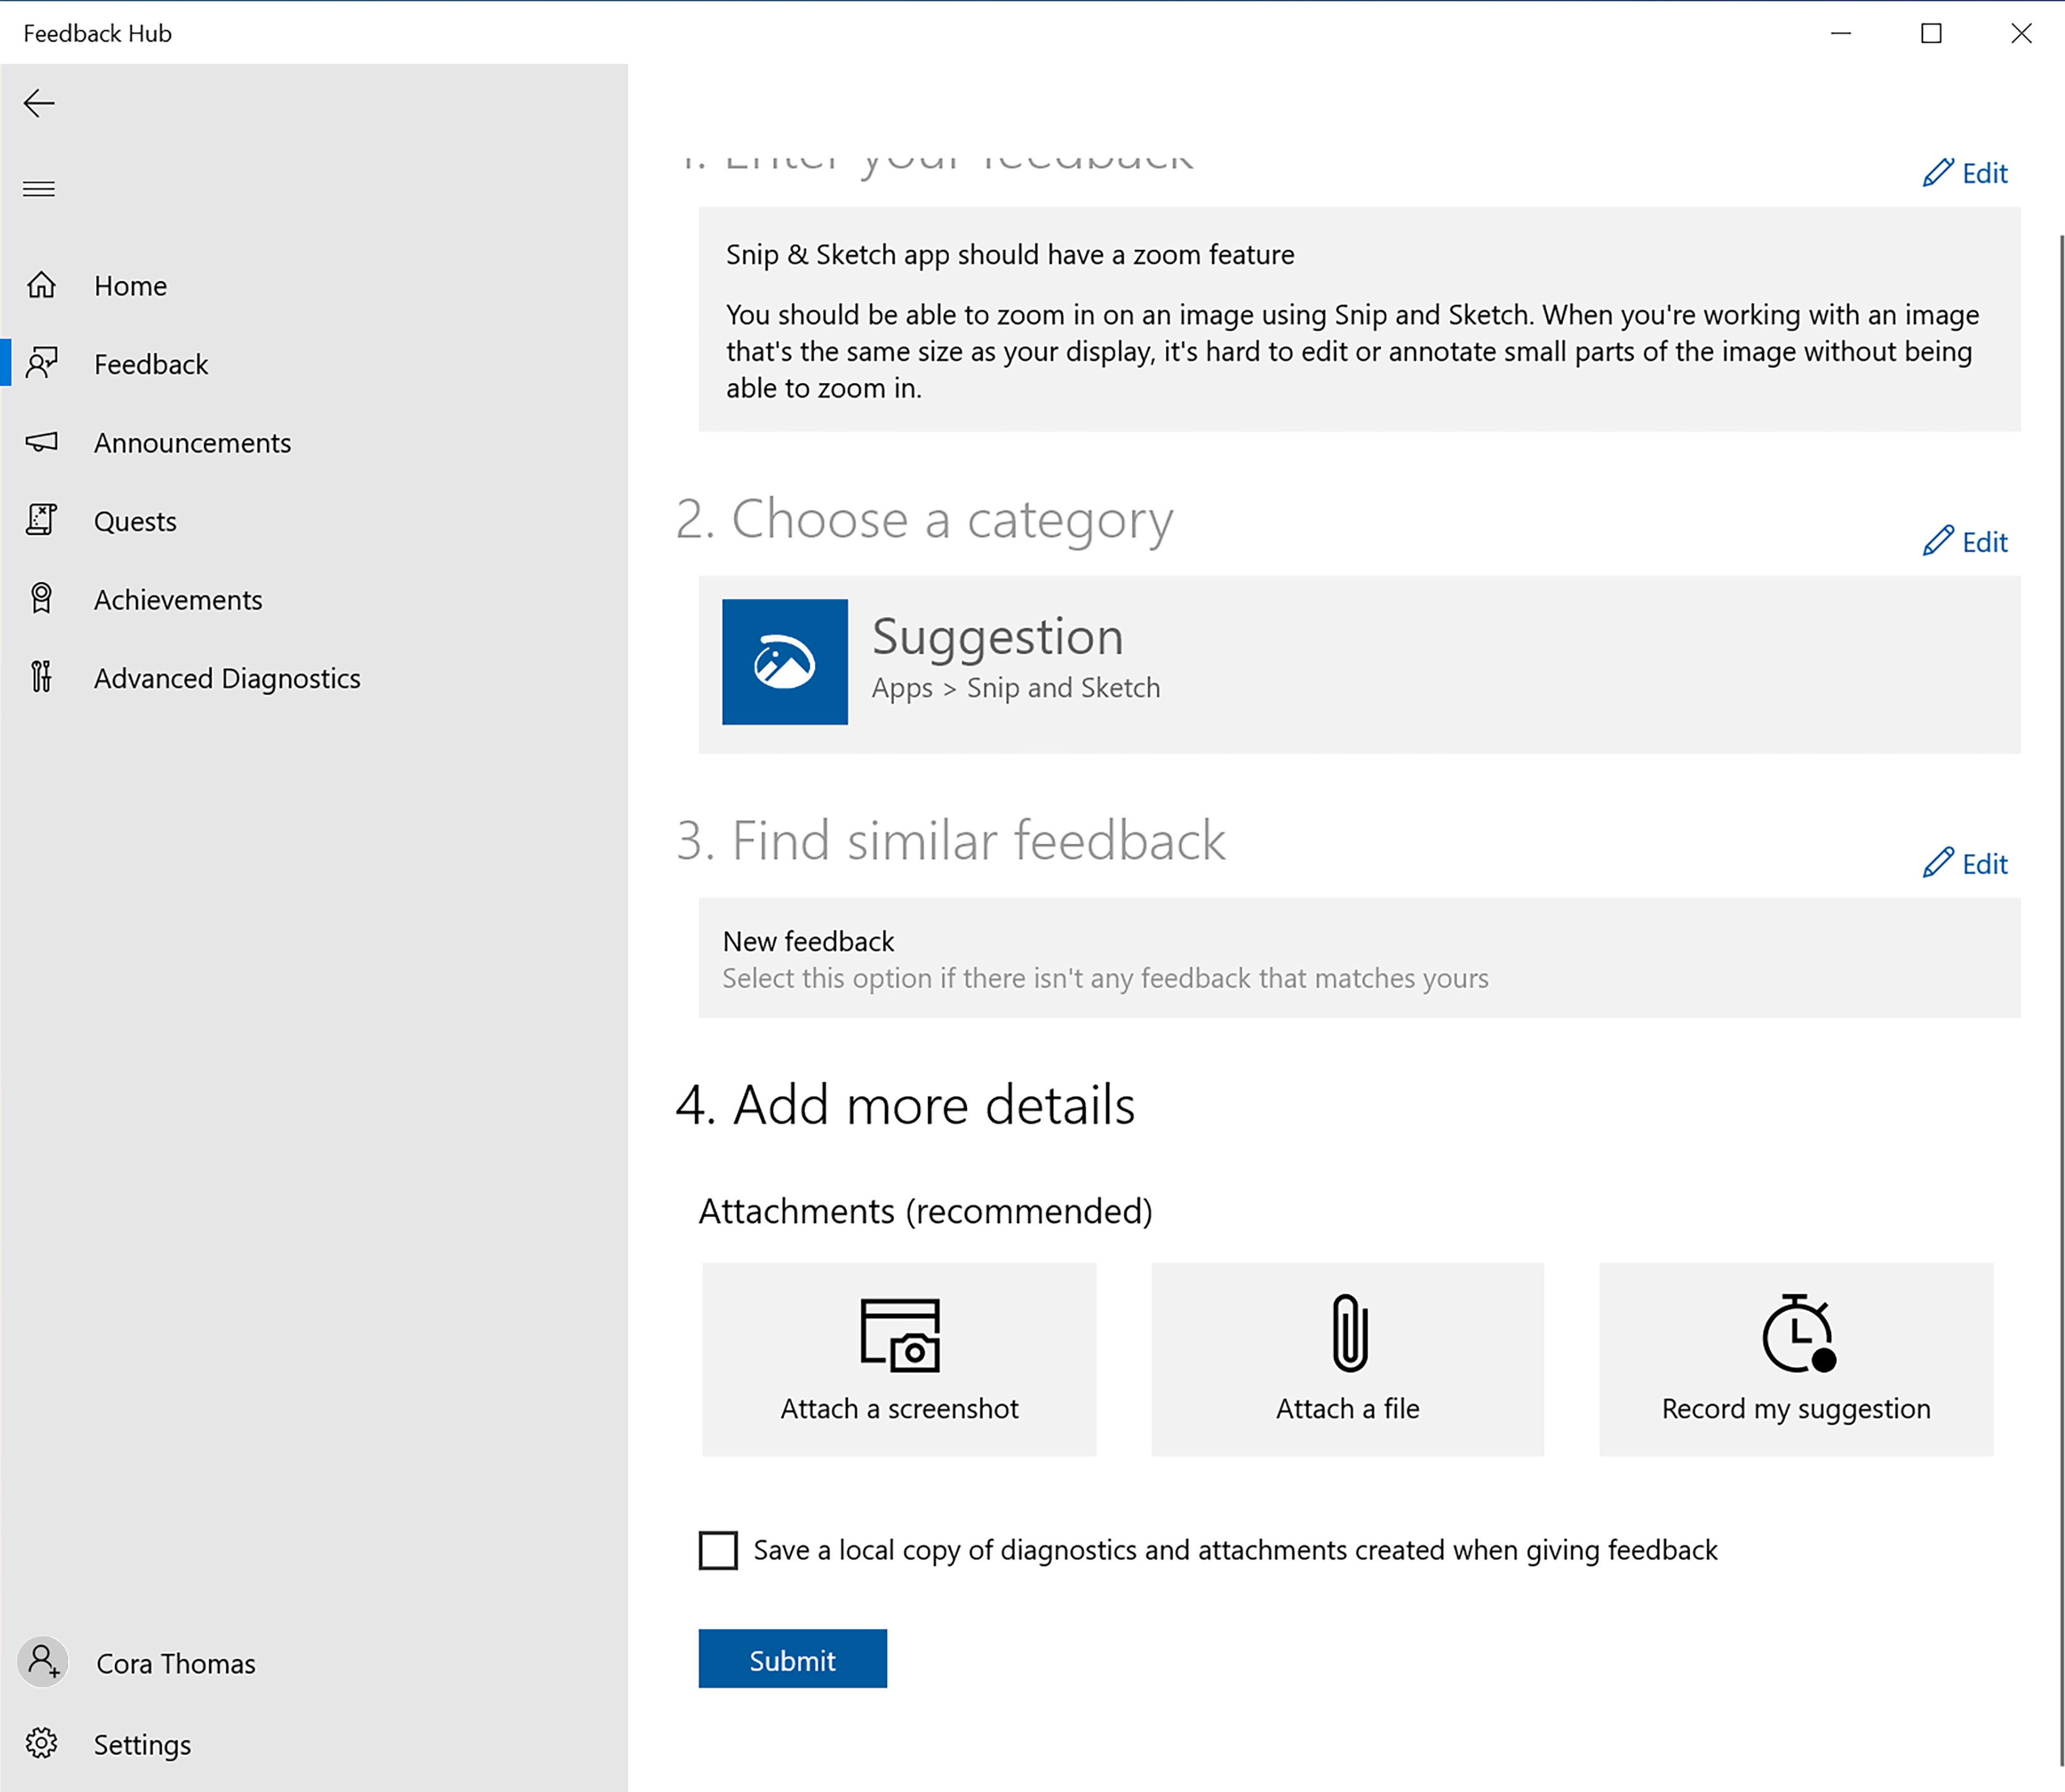 Feedback Hub
Home
Feedback
Announcements
Quests
Achievements
Advanced Diagnostics
Cora Thomas
Settings
1. Enter your feedback
Edit
Snip & Sketch app should have a zoom feature
You should be able to zoom in on an image using Snip and Sketch. When you're working with an image
that's the same size as your display, it's hard to edit or annotate small parts of the image without being
able to zoom in.
2. Choose a category
Edit
Suggestion
Apps > Snip and Sketch
3. Find similar feedback
Edit
New feedback
Select this option if there isn't any feedback that matches yours
4. Add more details
Attachments (recommended)
Attach a screenshot
Attach a file
Record my suggestion
Save a local copy of diagnostics and attachments created when giving feedback
Submit